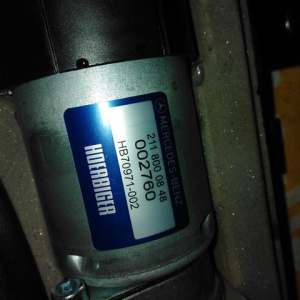 MERCEDES-BENZ
211 800 08 48
002760
HB70971-002
HOERBIGER